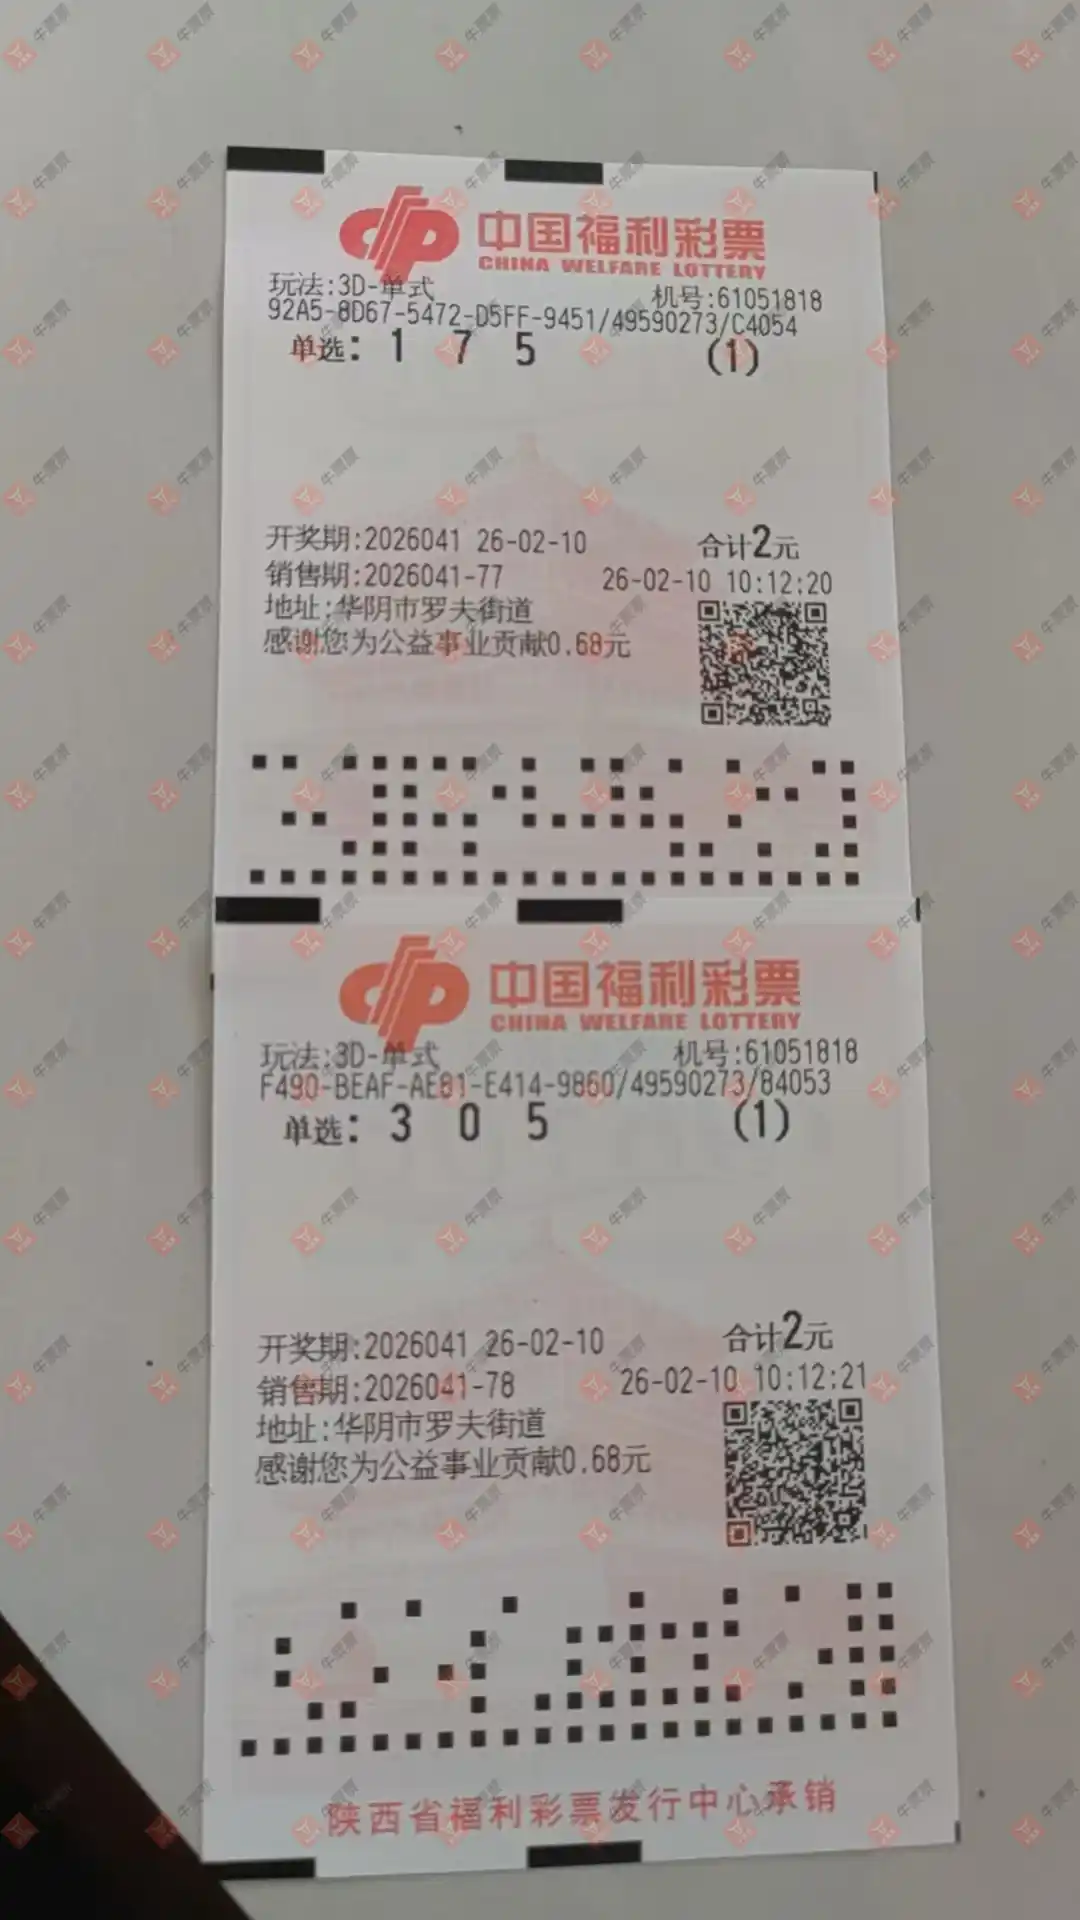 中国福利彩票
CHINA WELFARE LOTTERY
玩法:3D-单式 机号:61051818
92A5-8D67-5472-D5FF-9451/49590273/C4054
单选: 1 7 5 (1)
开奖期:2026041 26-02-10 合计2元
销售期:2026041-77 26-02-10 10:12:20
地址:华阴市罗夫街道
感谢您为公益事业贡献0.68元
中国福利彩票
CHINA WELFARE LOTTERY
玩法:3D-单式 机号:61051818
F490-BEAF-AE81-E414-9860/49590273/84053
单选: 3 0 5 (1)
开奖期:2026041 26-02-10 合计2元
销售期:2026041-78 26-02-10 10:12:21
地址:华阴市罗夫街道
感谢您为公益事业贡献0.68元
陕西省福利彩票发行中心承销